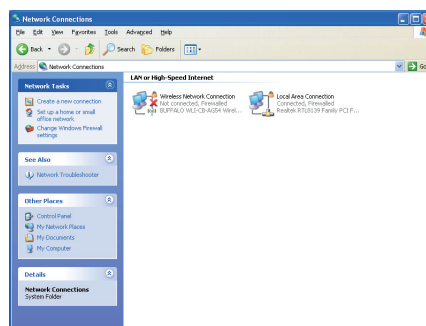 Network Connections
File Edit View Favorites Tools Advanced Help
Back Search Folders
Address Network Connections Go
Network Tasks
Create a new connection
Set up a home or small
office network
Change Windows Firewall
settings
See Also
Network Troubleshooter
Other Places
Control Panel
My Network Places
My Documents
My Computer
Details
Network Connections
System Folder
LAN or High-Speed Internet
Wireless Network Connection
Not connected, Firewalled
BUFFALO WLI-CB-AG54 Wirel...
Local Area Connection
Connected, Firewalled
Realtek RTL8139 Family PCI F...